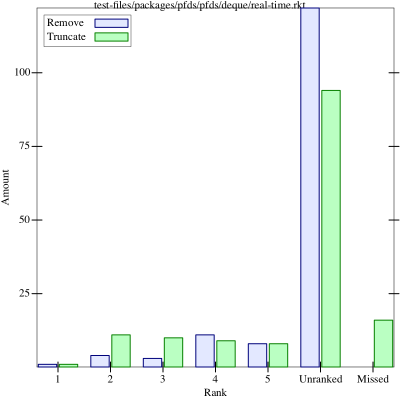 test-files/packages/pfds/pfds/deque/real-time.rkt
Remove
Truncate
100
75
50
25
Amount
1 2 3 4 5 Unranked Missed
Rank